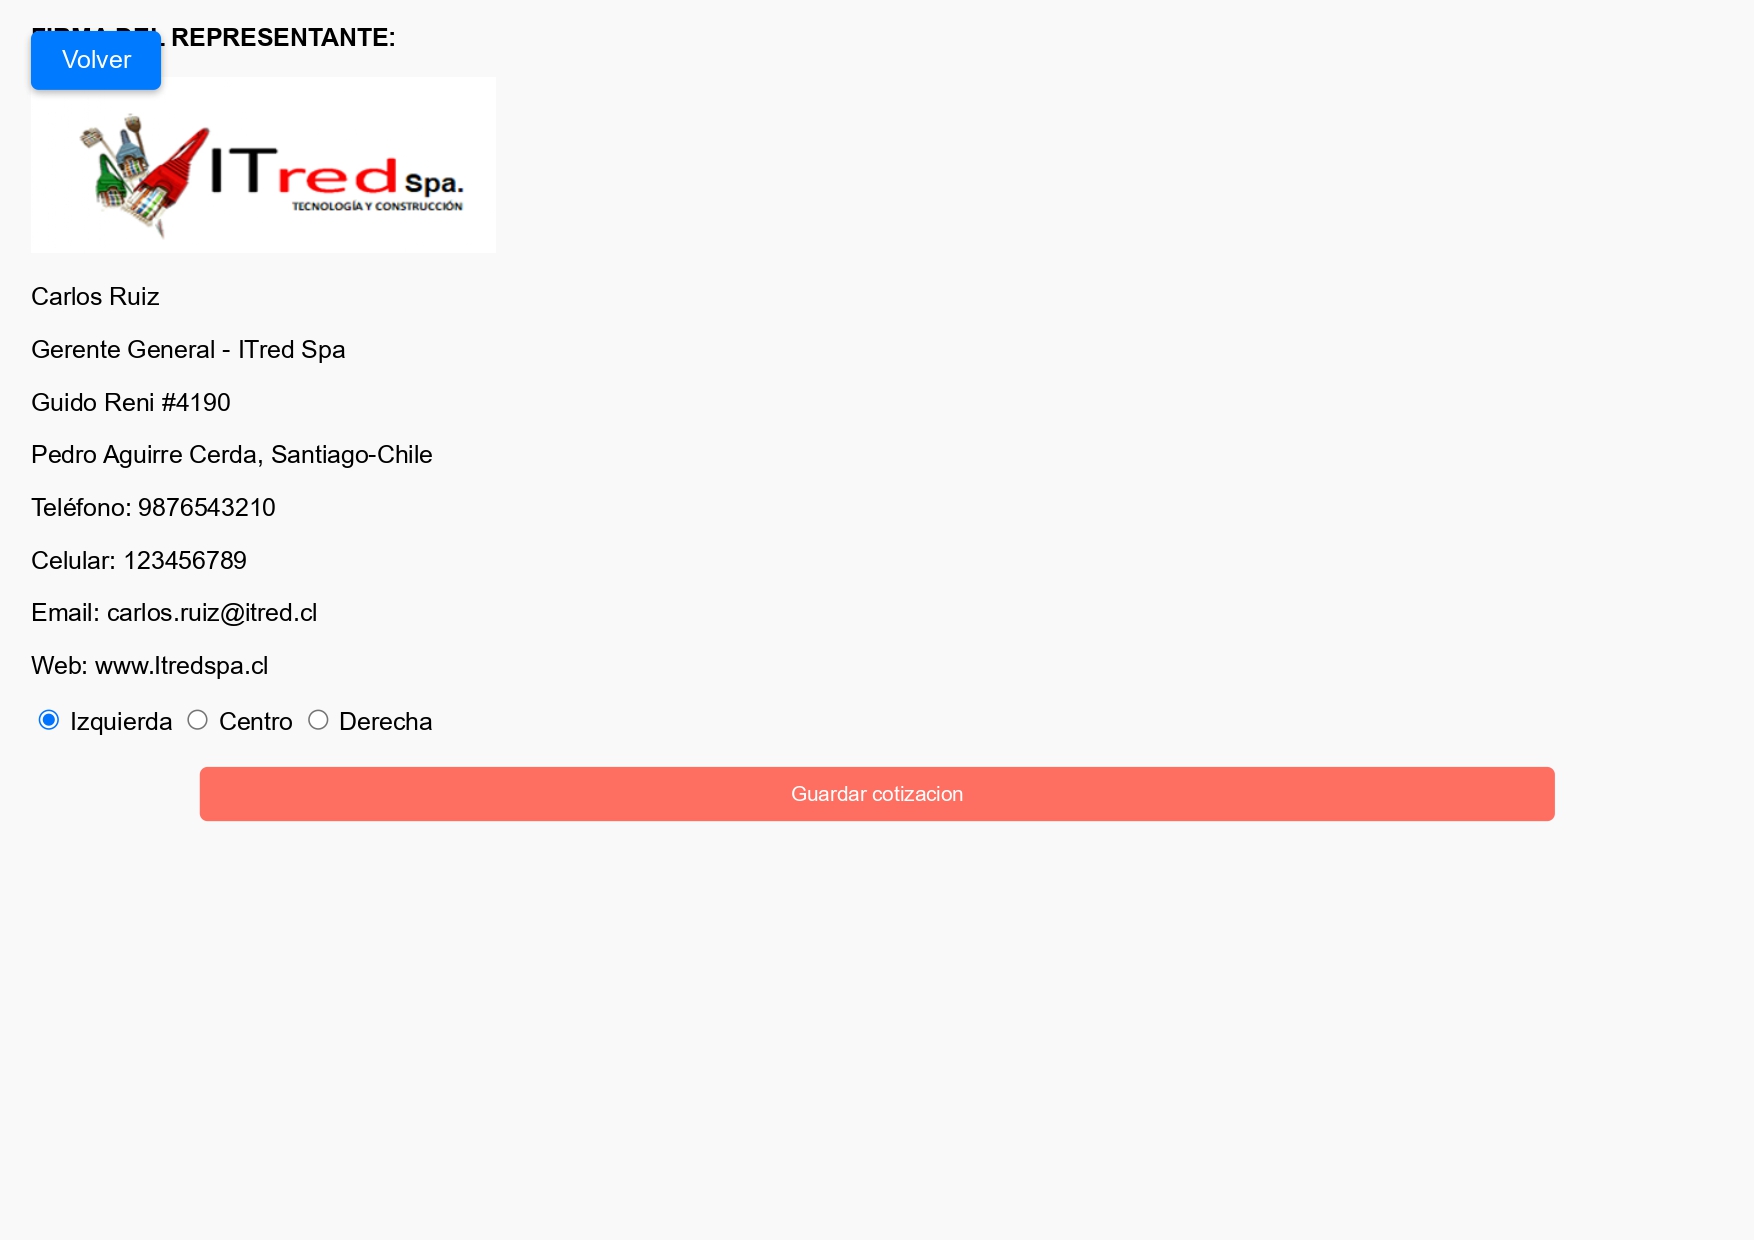 REPRESENTANTE:
Volver
ITred Spa.
TECNOLOGÍA Y CONSTRUCCIÓN
Carlos Ruiz
Gerente General - ITred Spa
Guido Reni #4190
Pedro Aguirre Cerda, Santiago-Chile
Teléfono: 9876543210
Celular: 123456789
Email: carlos.ruiz@itred.cl
Web: www.Itredspa.cl
Izquierda Centro Derecha
Guardar cotizacion